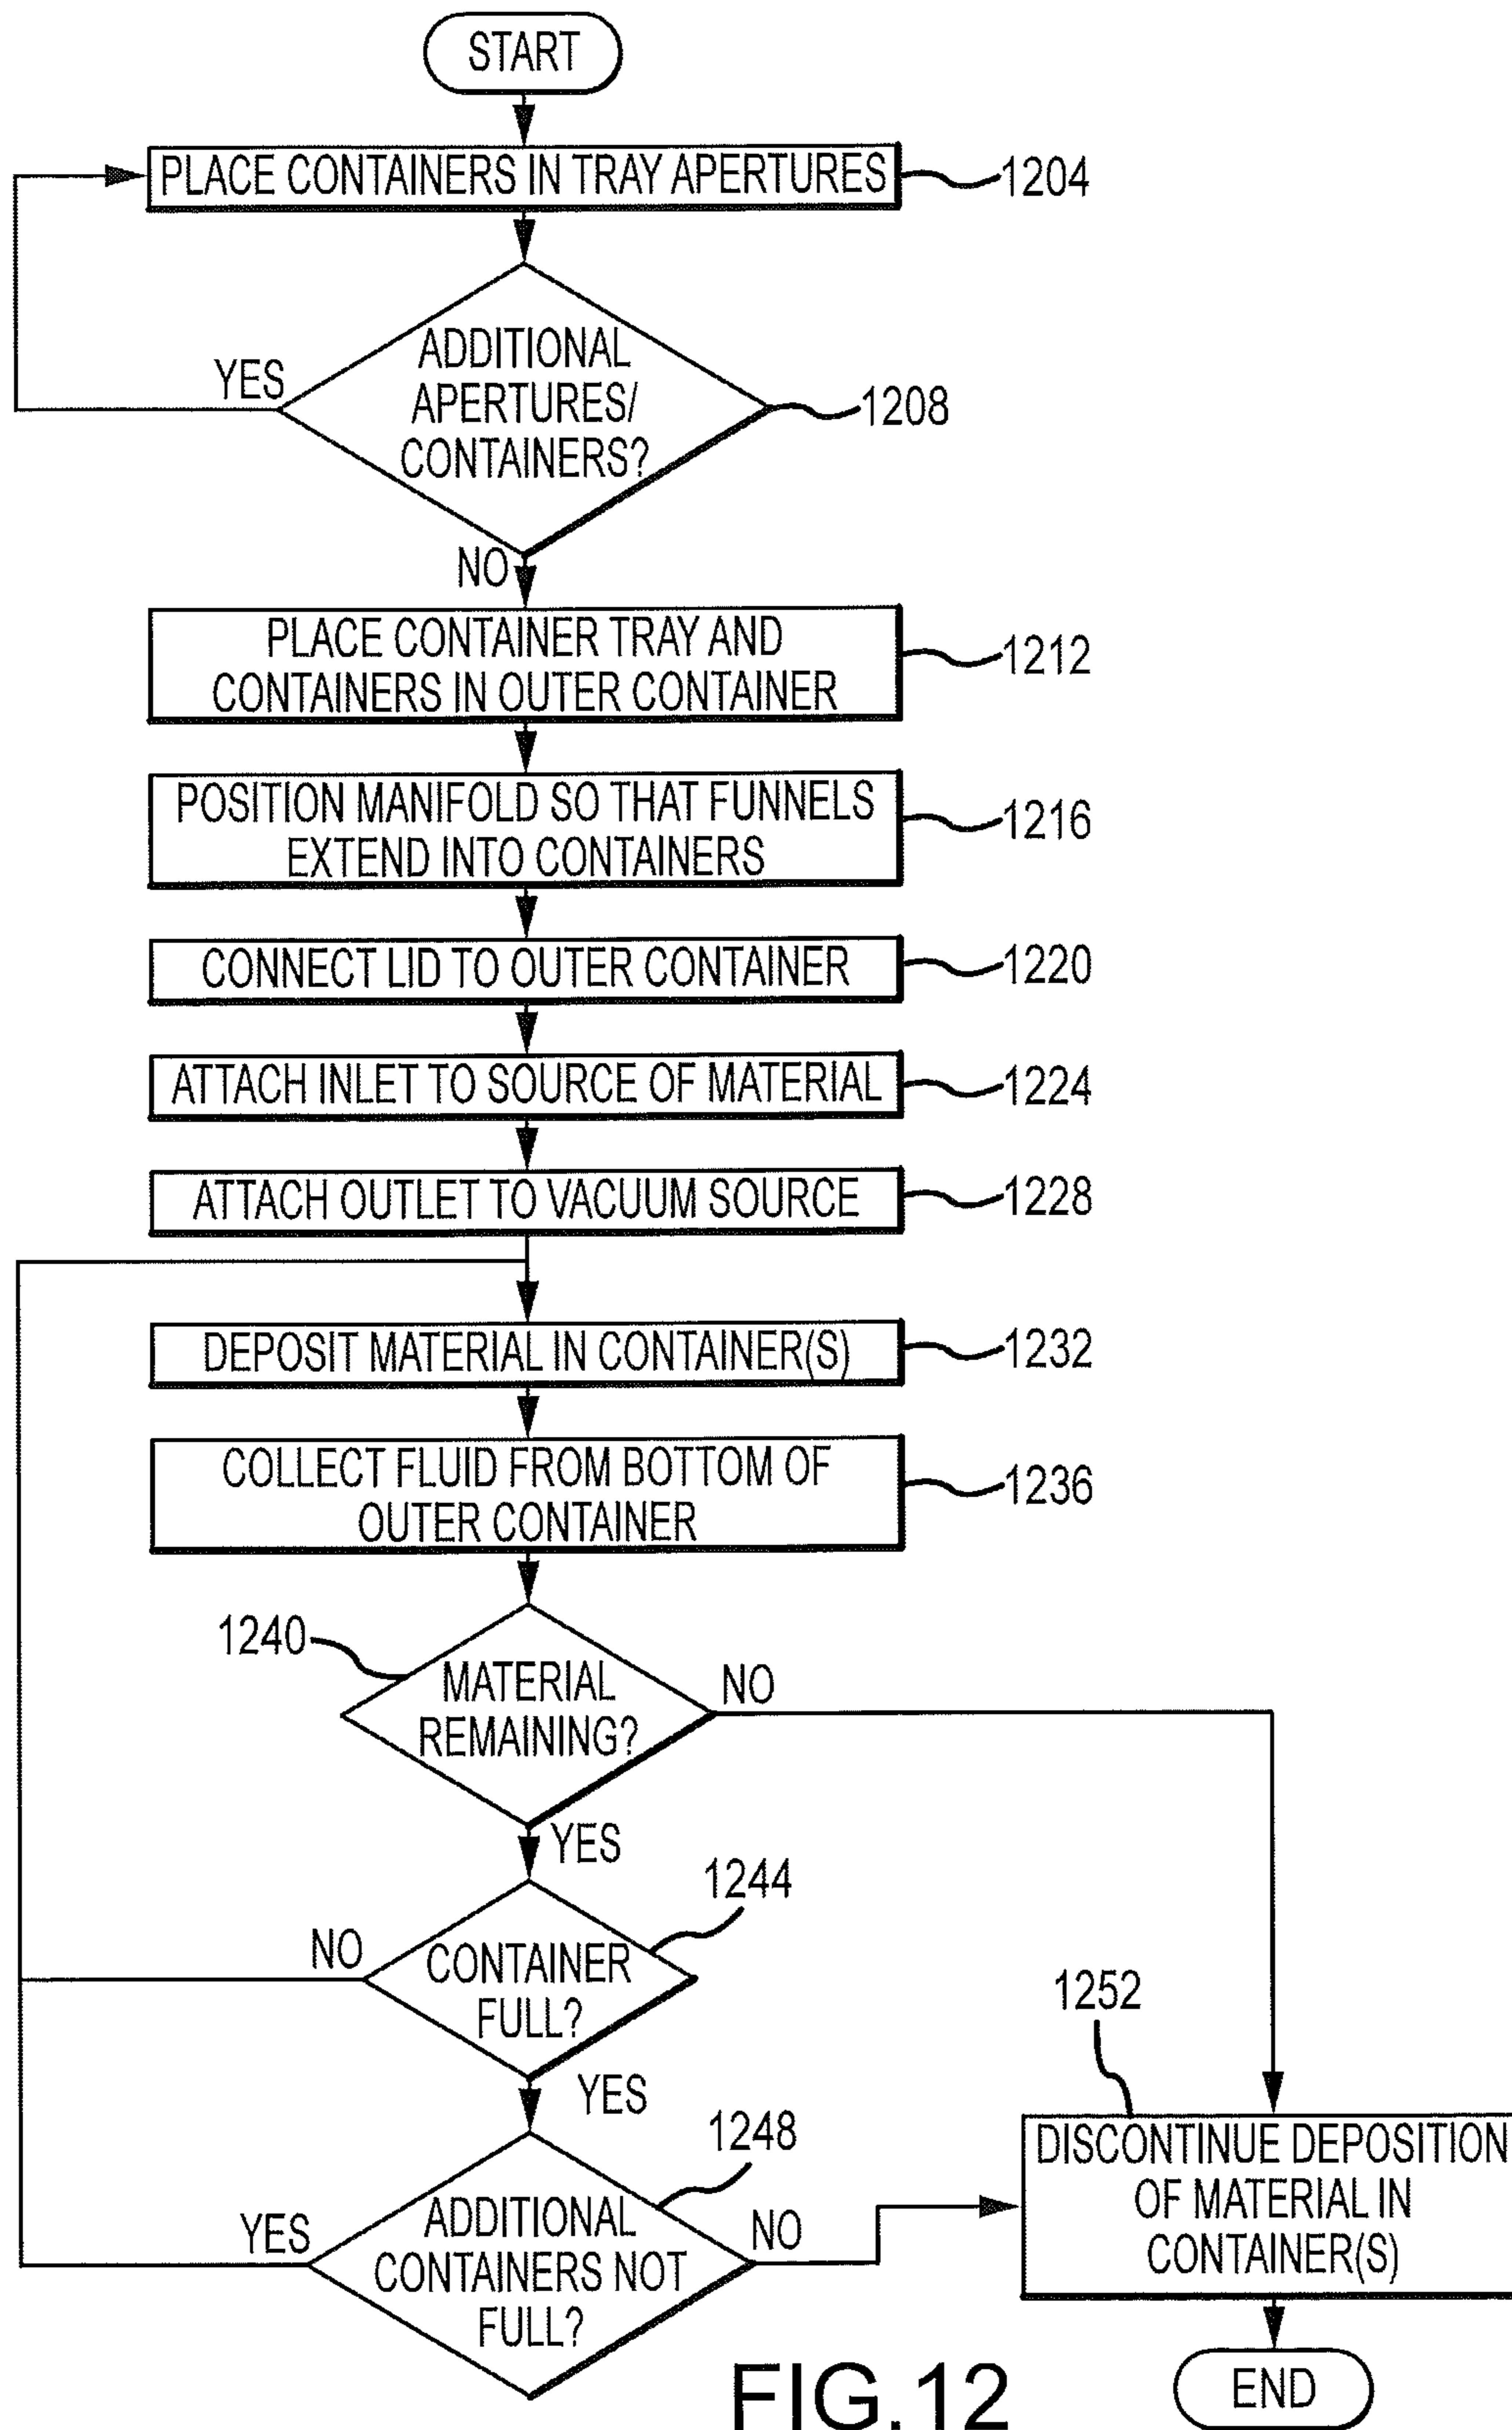 START
PLACE CONTAINERS IN TRAY APERTURES
1204
ADDITIONAL
APERTURES/
CONTAINERS?
YES
1208
NO
PLACE CONTAINER TRAY AND
CONTAINERS IN OUTER CONTAINER
1212
POSITION MANIFOLD SO THAT FUNNELS
EXTEND INTO CONTAINERS
1216
CONNECT LID TO OUTER CONTAINER
1220
ATTACH INLET TO SOURCE OF MATERIAL
1224
ATTACH OUTLET TO VACUUM SOURCE
1228
DEPOSIT MATERIAL IN CONTAINER(S)
1232
COLLECT FLUID FROM BOTTOM OF
OUTER CONTAINER
1236
1240
MATERIAL
REMAINING?
NO
YES
1244
NO
CONTAINER
FULL?
YES
1248
YES
ADDITIONAL
CONTAINERS NOT
FULL?
NO
1252
DISCONTINUE DEPOSITION
OF MATERIAL IN
CONTAINER(S)
END
FIG.12